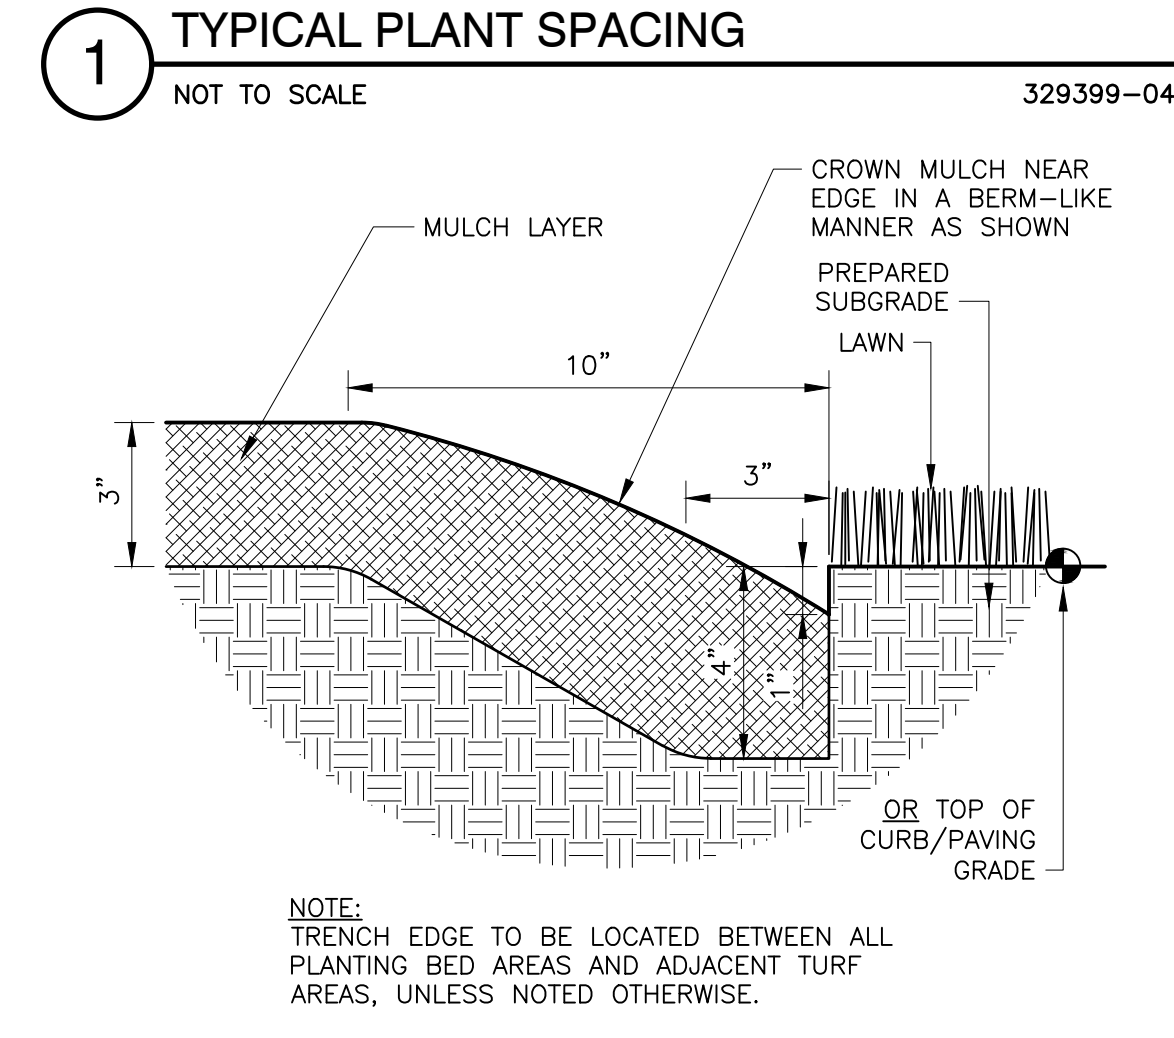 1
TYPICAL PLANT SPACING
NOT TO SCALE
329399-04
CROWN MULCH NEAR
EDGE IN A BERM-LIKE
MANNER AS SHOWN
MULCH LAYER
PREPARED
SUBGRADE
LAWN
10"
3"
3"
4"
1"
OR TOP OF
CURB/PAVING
GRADE
NOTE:
TRENCH EDGE TO BE LOCATED BETWEEN ALL
PLANTING BED AREAS AND ADJACENT TURF
AREAS, UNLESS NOTED OTHERWISE.